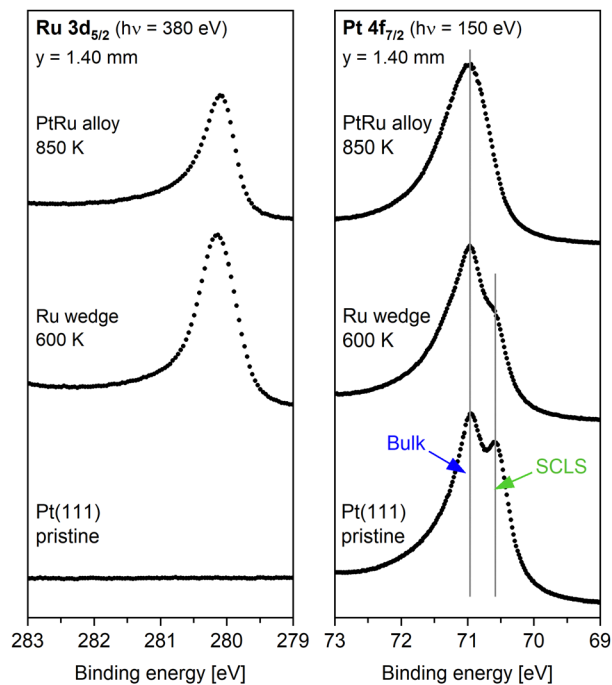 Ru 3d5/2 (hν = 380 eV)
y = 1.40 mm
PtRu alloy
850 K
Ru wedge
600 K
Pt(111)
pristine
283 282 281 280 279
Binding energy [eV]
Pt 4f7/2 (hν = 150 eV)
y = 1.40 mm
PtRu alloy
850 K
Ru wedge
600 K
Bulk
SCLS
Pt(111)
pristine
73 72 71 70 69
Binding energy [eV]